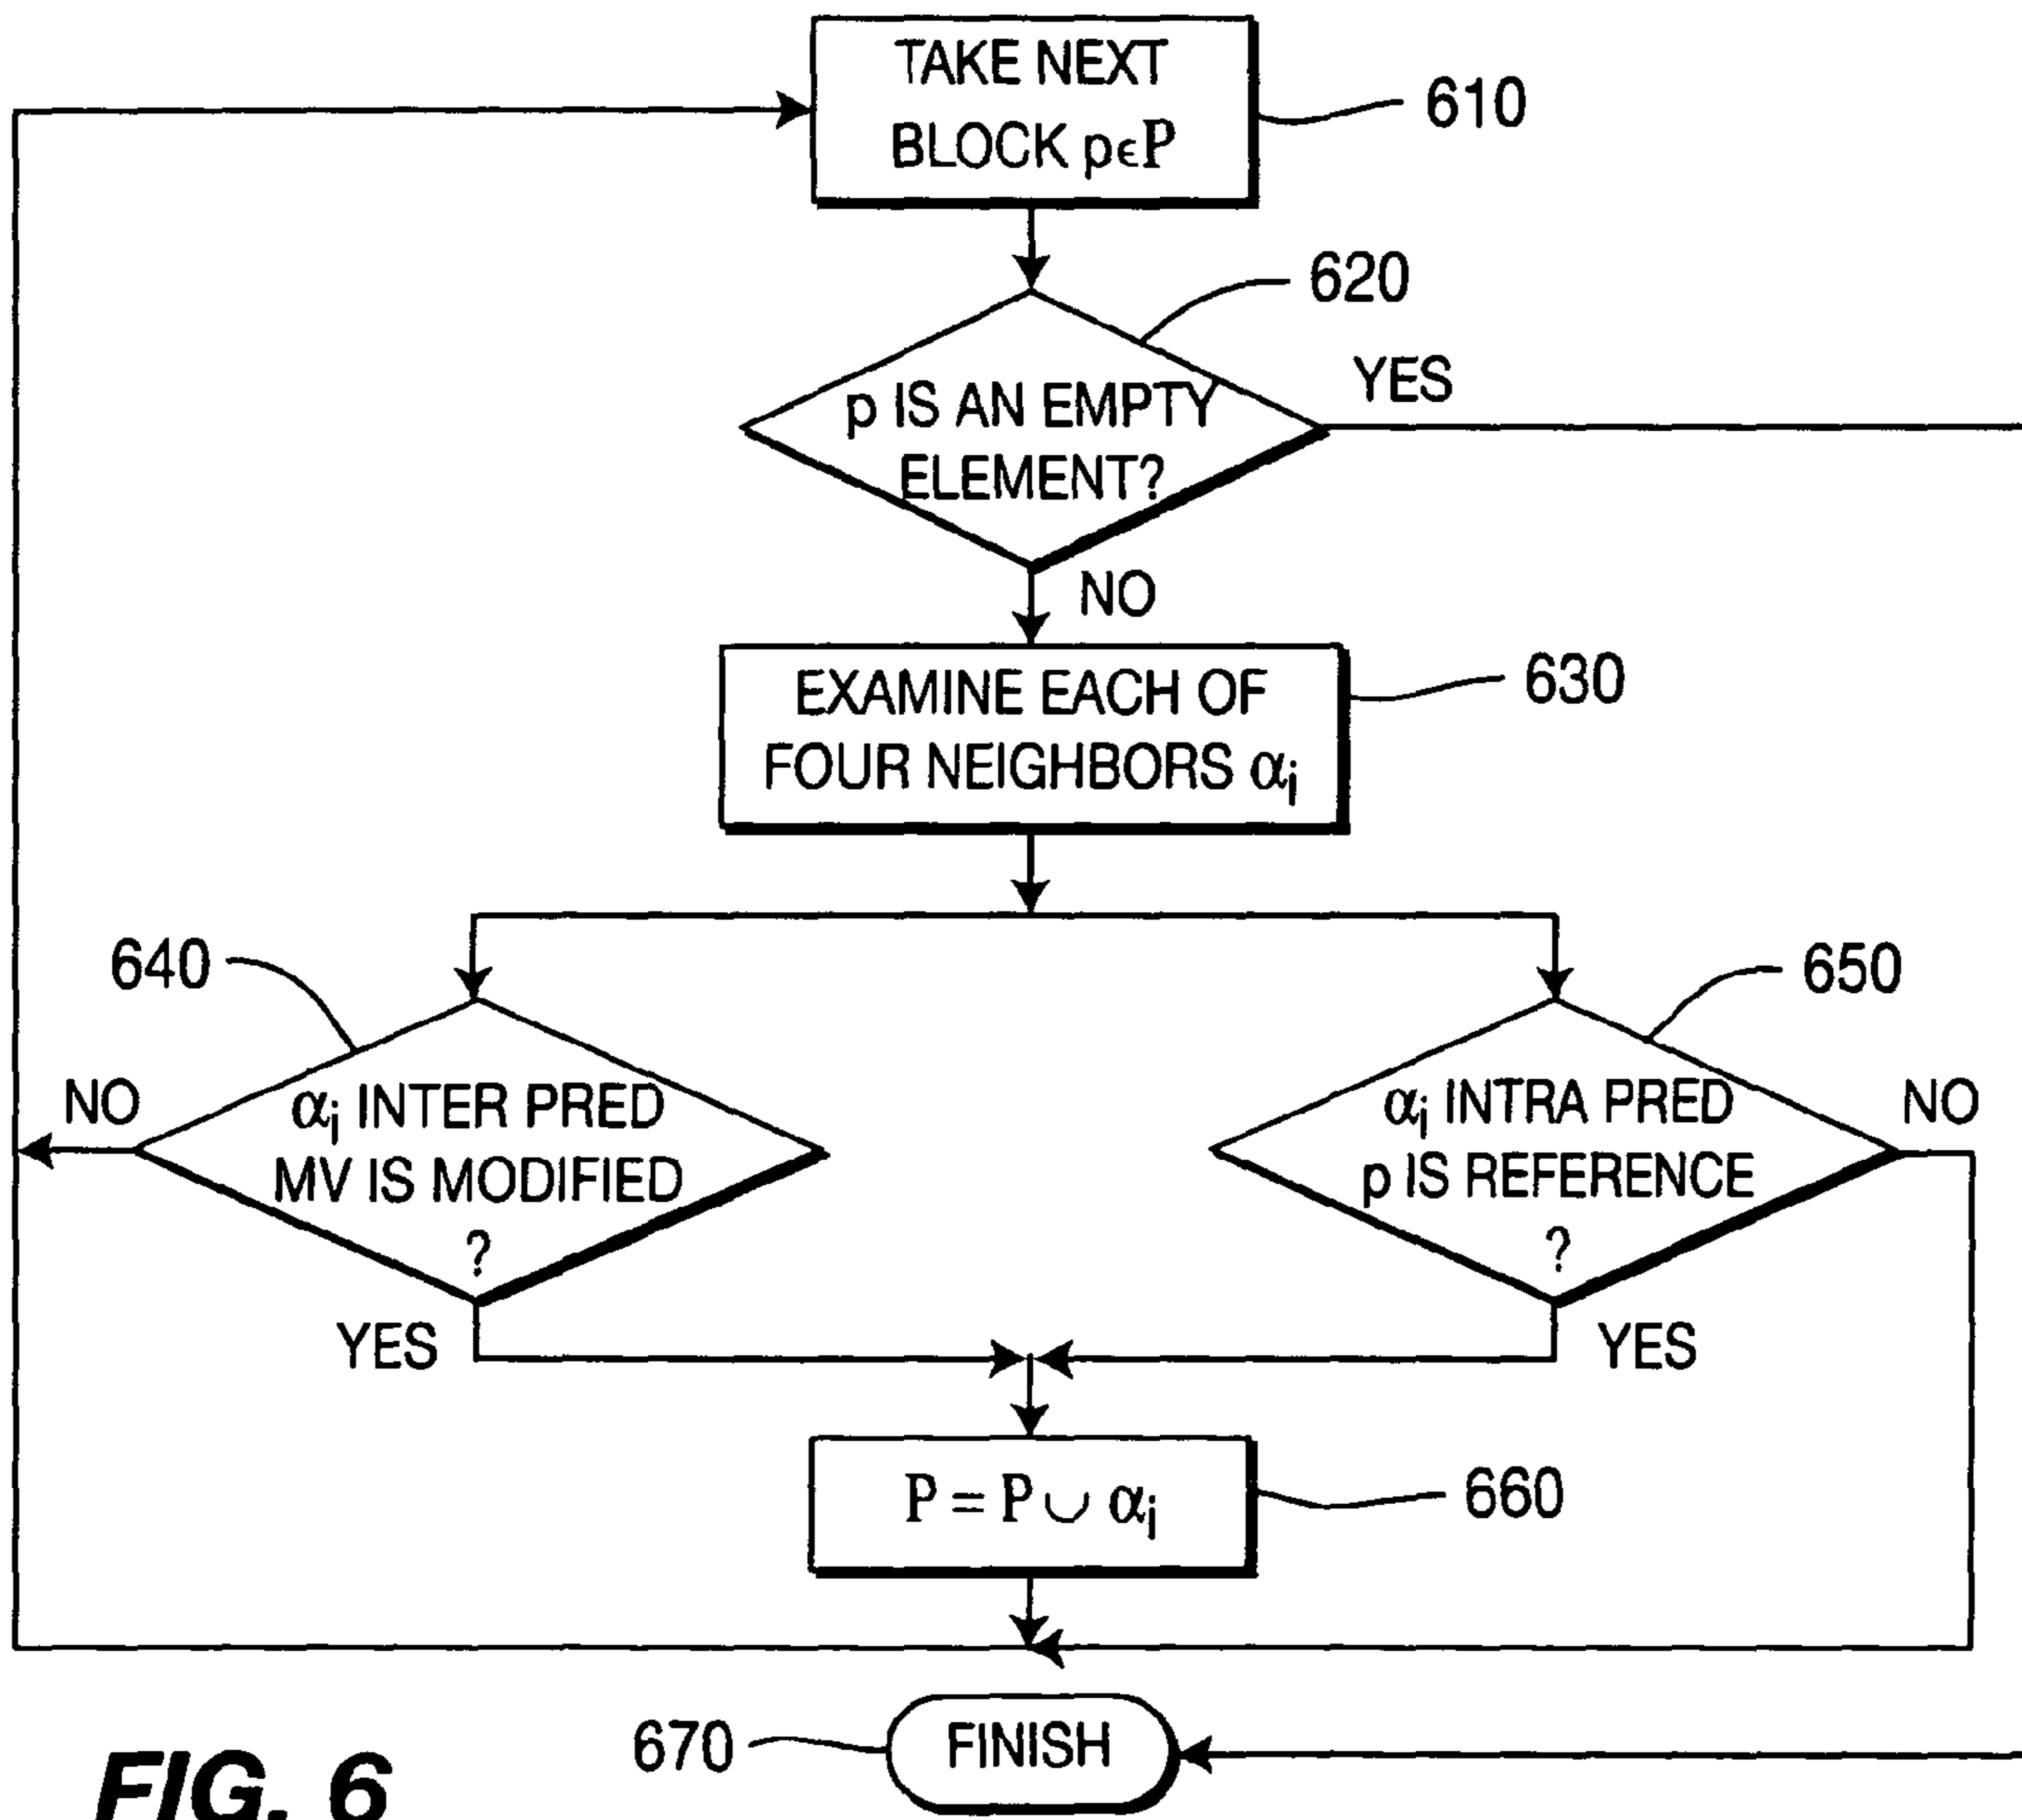 TAKE NEXT
BLOCK pϵP
610
620
p IS AN EMPTY
ELEMENT?
YES
NO
EXAMINE EACH OF
FOUR NEIGHBORS αj
630
640
650
NO
αj INTER PRED
MV IS MODIFIED
?
αj INTRA PRED
p IS REFERENCE
?
NO
YES
YES
P = P ∪ αj
660
670
FINISH
FIG. 6